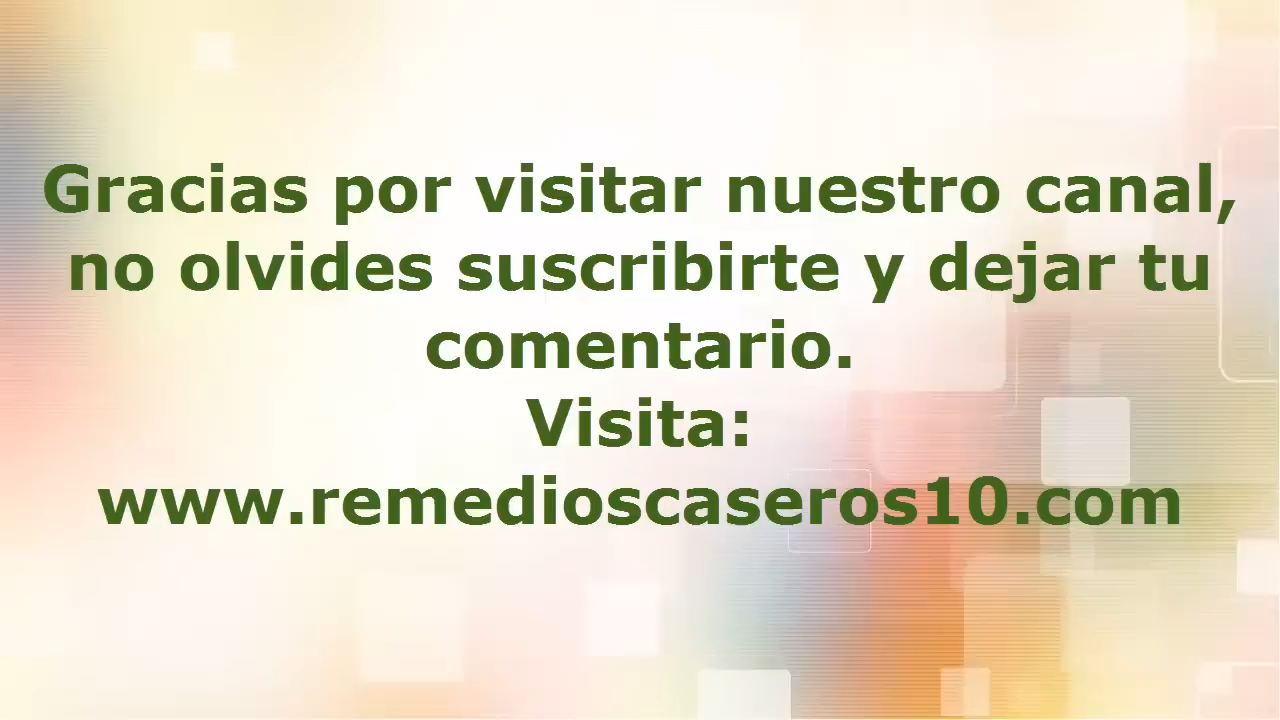 Gracias por visitar nuestro canal,
no olvides suscribirte y dejar tu
comentario.
Visita:
www.remedioscaseros10.com